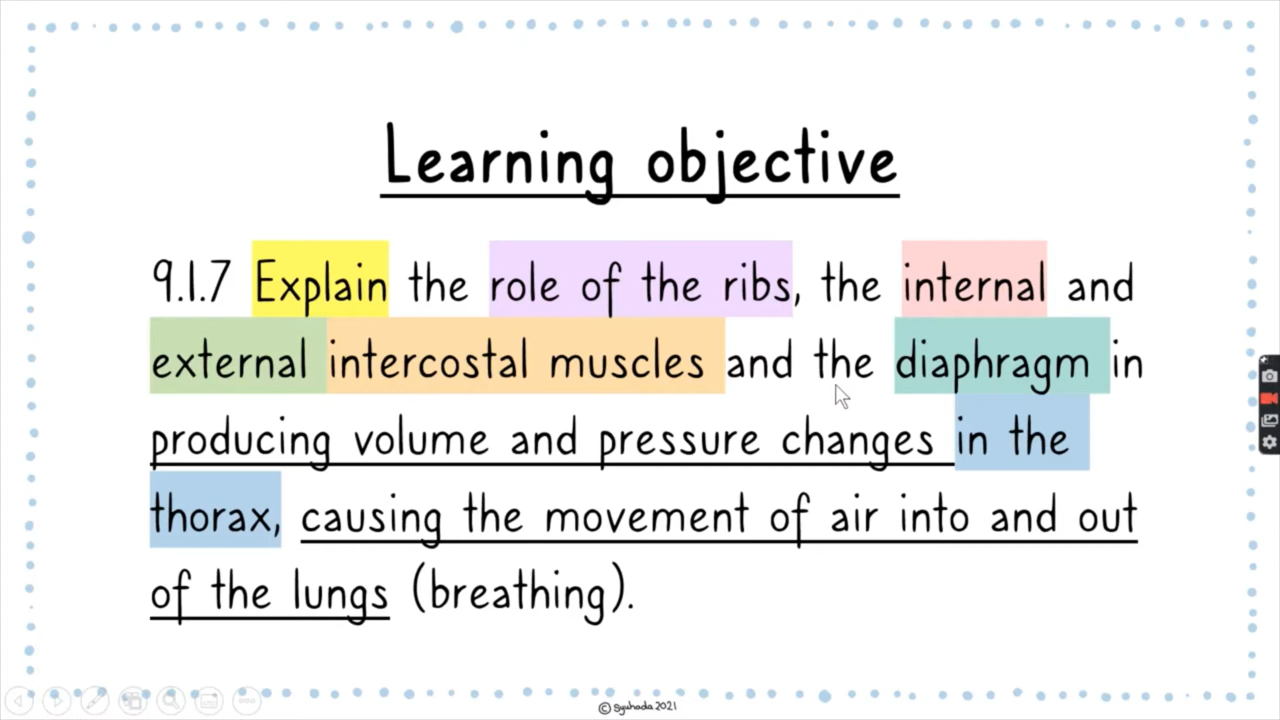 Learning objective
9.1.7 Explain the role of the ribs, the internal and
external intercostal muscles and the diaphragm in
producing volume and pressure changes in the
thorax, causing the movement of air into and out
of the lungs (breathing).
© syuhada 2021